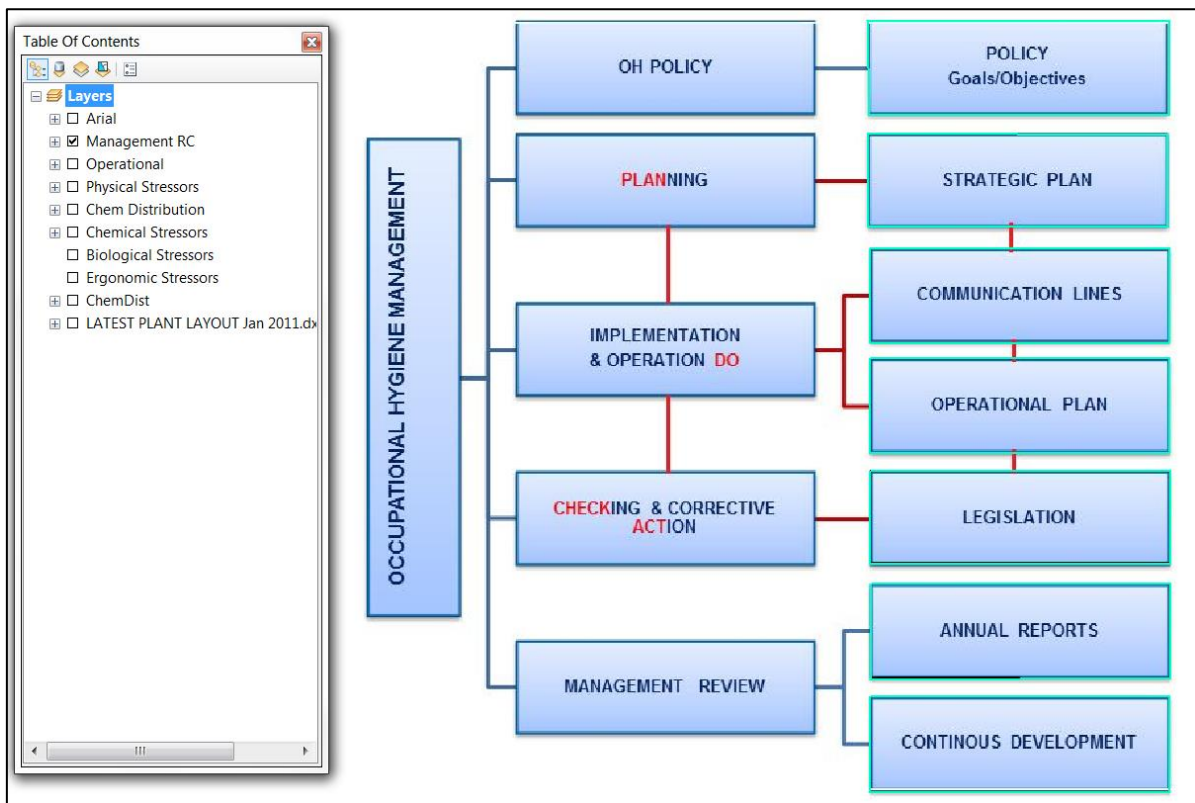 Table Of Contents
Layers
Arial
Management RC
Operational
Physical Stressors
Chem Distribution
Chemical Stressors
Biological Stressors
Ergonomic Stressors
ChemDist
LATEST PLANT LAYOUT Jan 2011.dx
OCCUPATIONAL HYGIENE MANAGEMENT
OH POLICY
POLICY
Goals/Objectives
PLANNING
STRATEGIC PLAN
IMPLEMENTATION
& OPERATION DO
COMMUNICATION LINES
OPERATIONAL PLAN
CHECKING & CORRECTIVE
ACTION
LEGISLATION
MANAGEMENT REVIEW
ANNUAL REPORTS
CONTINOUS DEVELOPMENT